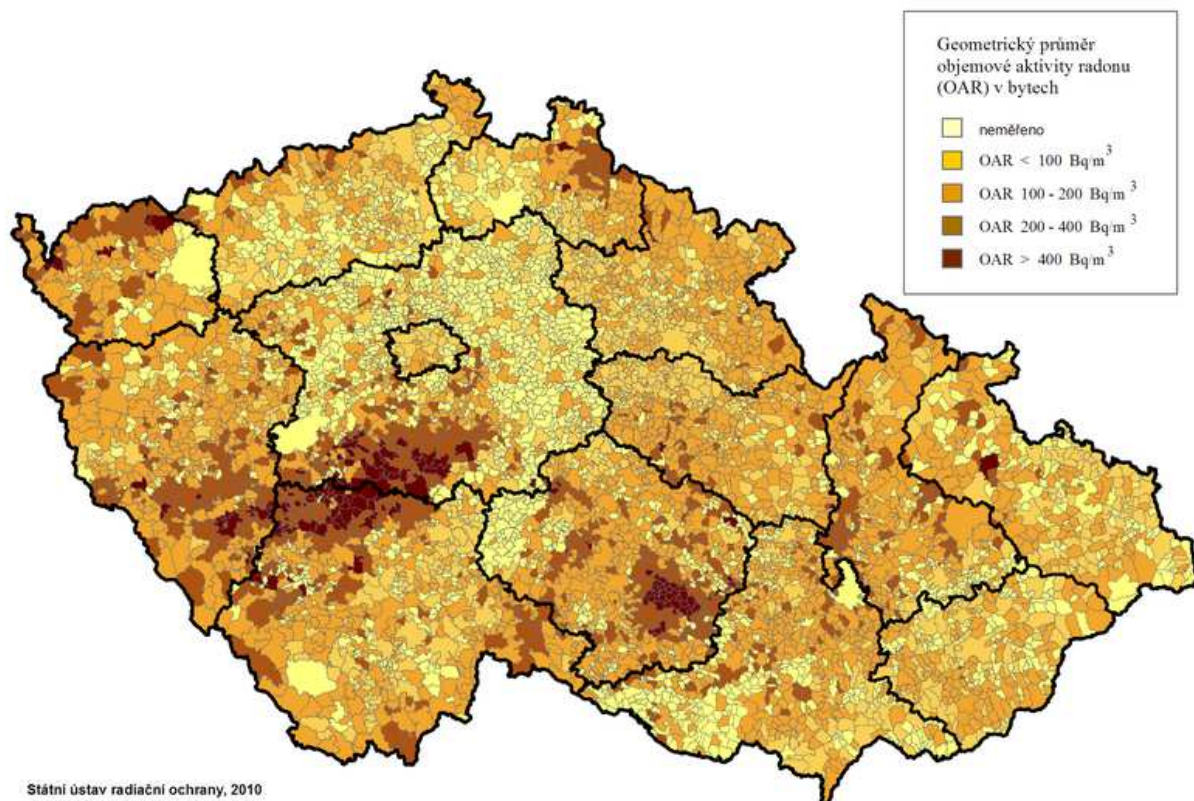 Geometrický průměr
objemové aktivity radonu
(OAR) v bytech
neměřeno
OAR < 100 Bq/m³
OAR 100 - 200 Bq/m³
OAR 200 - 400 Bq/m³
OAR > 400 Bq/m³
Státní ústav radiační ochrany, 2010